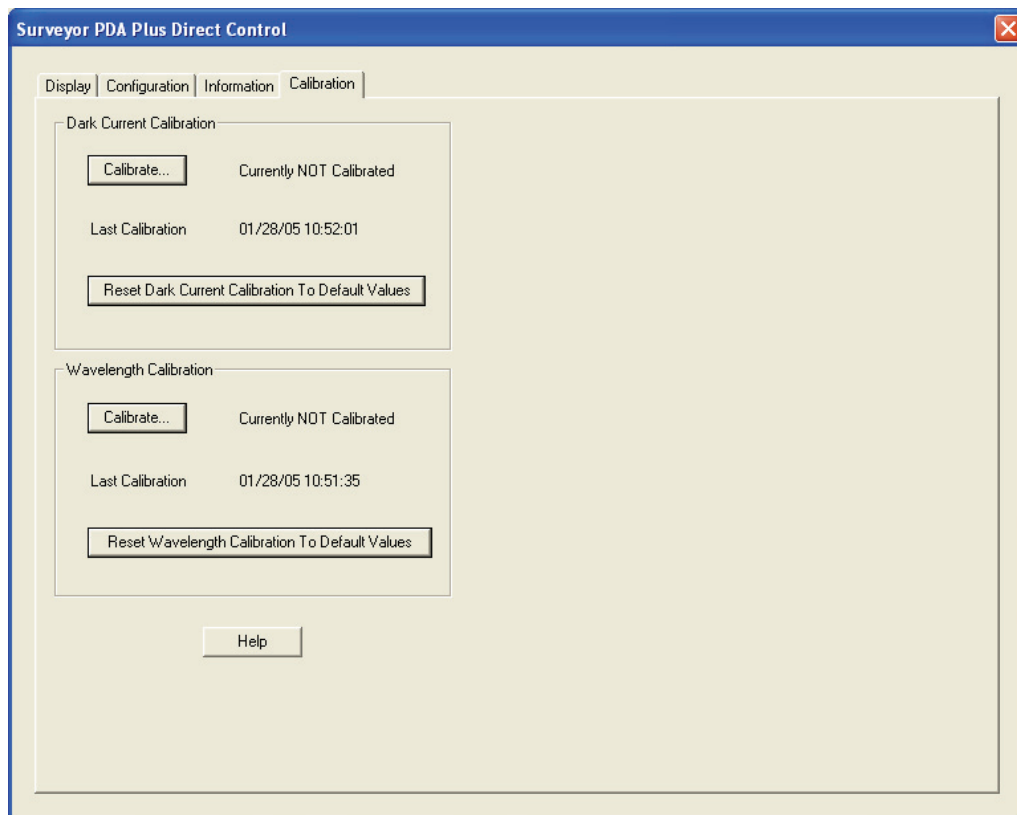 Surveyor PDA Plus Direct Control
Display Configuration Information Calibration
Dark Current Calibration
Calibrate... Currently NOT Calibrated
Last Calibration 01/28/05 10:52:01
Reset Dark Current Calibration To Default Values
Wavelength Calibration
Calibrate... Currently NOT Calibrated
Last Calibration 01/28/05 10:51:35
Reset Wavelength Calibration To Default Values
Help